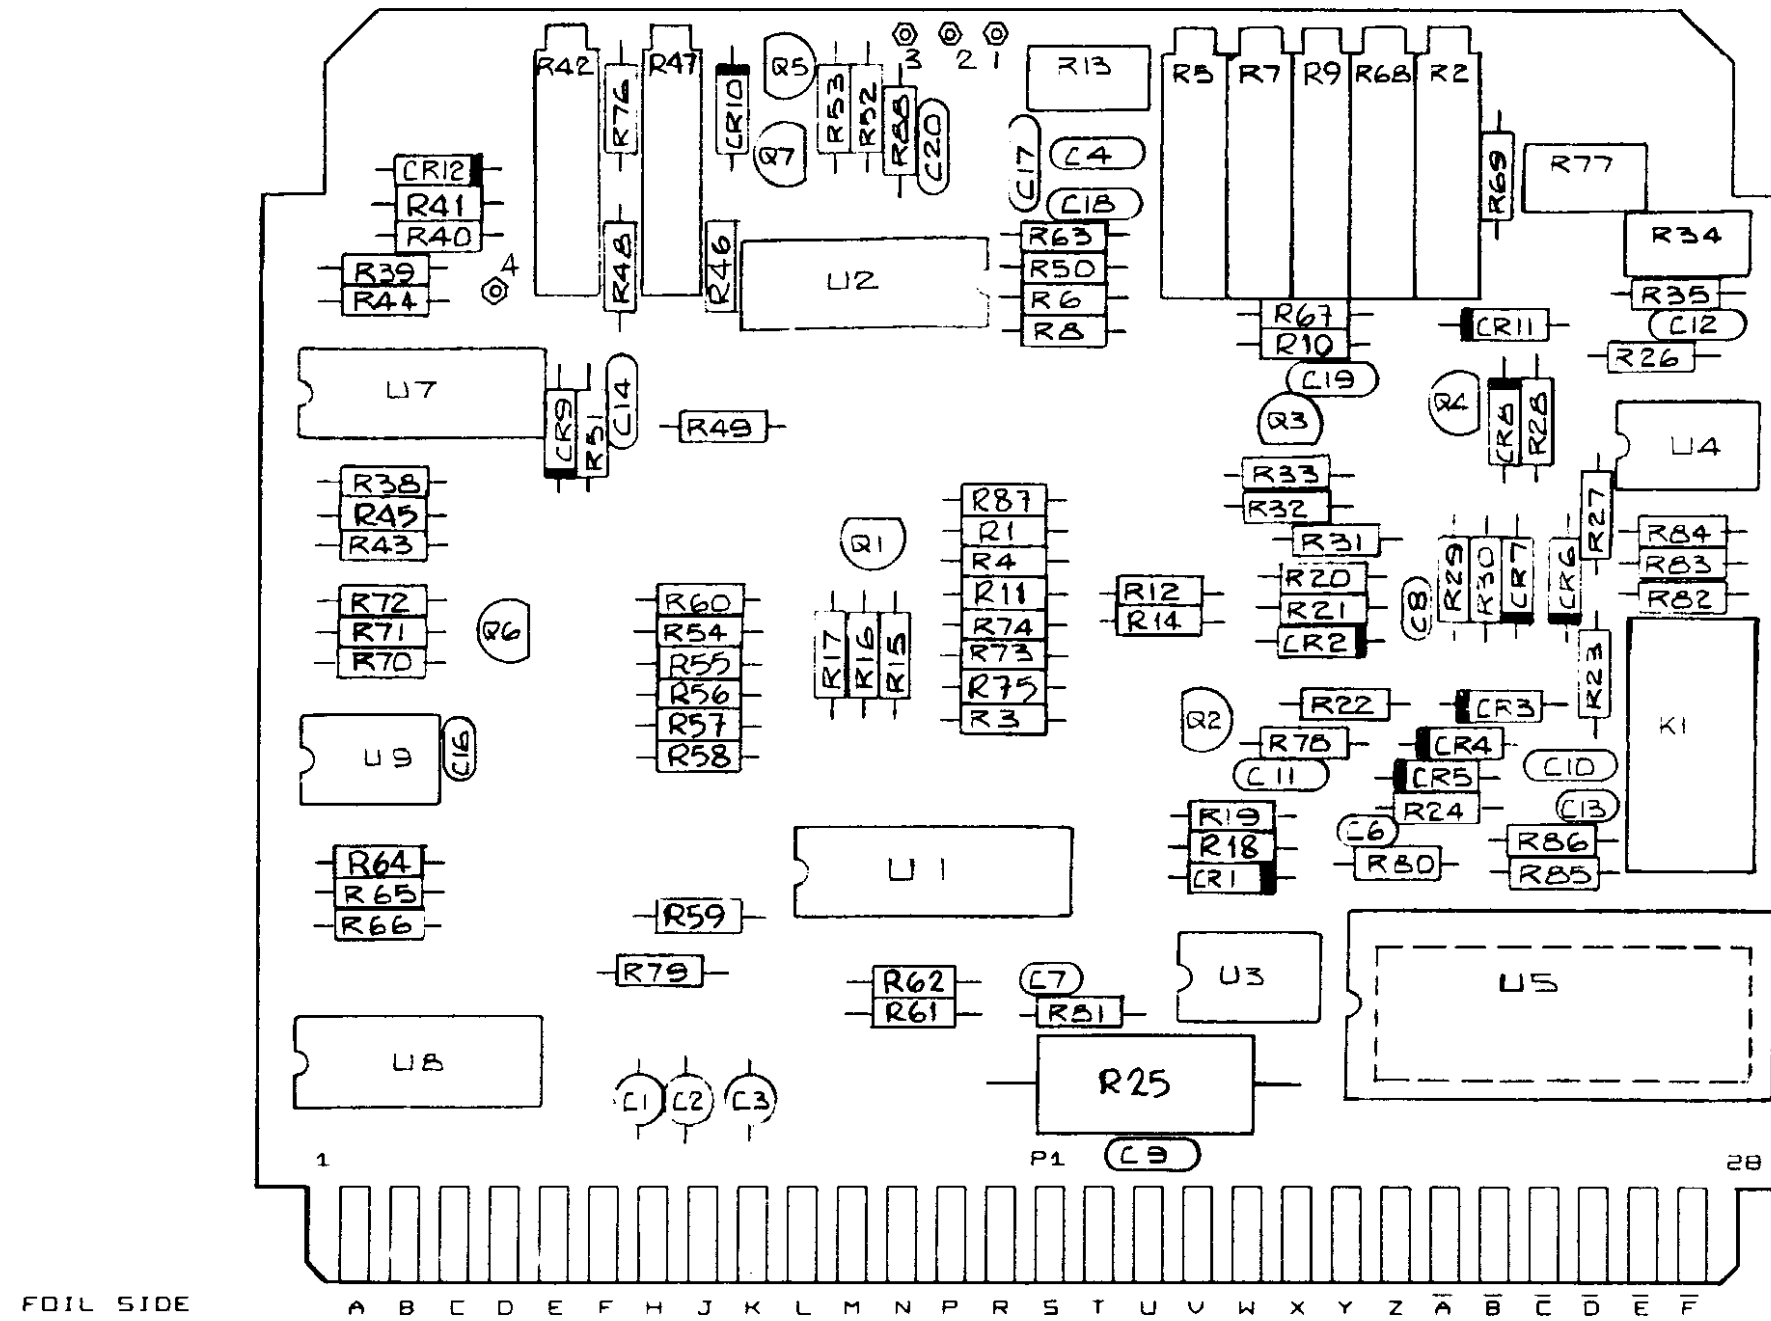 R42
R76
R47
CR10
Q5
R53
R52
R88
C20
3
2
1
R13
R5
R7
R9
R68
R2
Q7
C17
C4
C18
R69
R77
R34
CR12
R41
R40
R39
R44
4
R48
R46
U2
R63
R50
R6
R8
R35
C12
R26
R67
R10
C19
CR11
U7
CR9
R51
C14
R49
Q3
Q4
CR8
R28
U4
R38
R45
R43
Q1
R87
R1
R4
R11
R74
R73
R75
R3
R33
R32
R31
R27
R84
R83
R82
R20
R21
CR2
C8
R29
R30
CR7
CR6
R72
R71
R70
Q6
R60
R54
R55
R56
R57
R58
R17
R16
R15
R12
R14
R23
Q2
R22
R78
C11
CR3
CR4
CR5
R24
C10
C13
K1
U9
C16
R19
R18
CR1
C6
R80
R86
R85
R64
R65
R66
U1
R59
R79
R62
R61
C7
R81
U3
U5
U8
C1
C2
C3
R25
C9
1
P1
28
FOIL SIDE
A B C D E F H J K L M N P R S T U V W X Y Z A̅ B̅ C̅ D̅ E̅ F̅